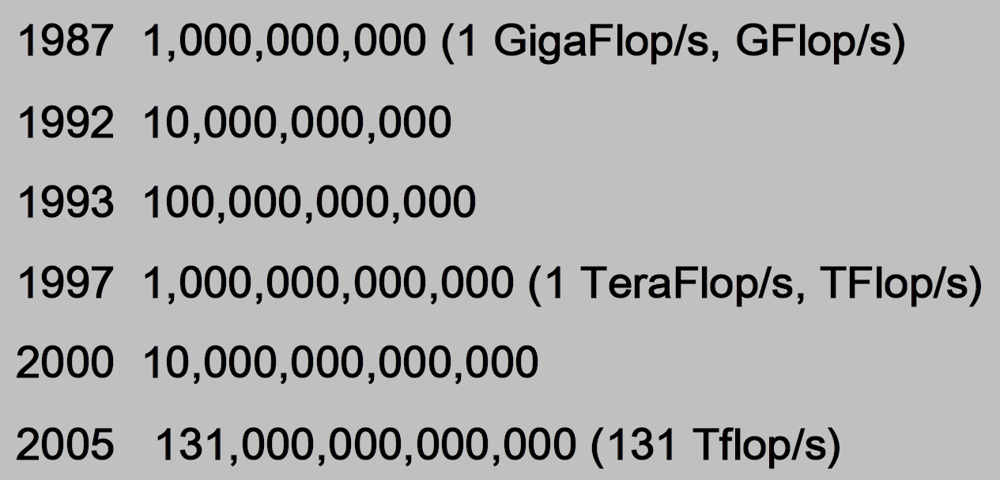 1987 1,000,000,000 (1 GigaFlop/s, GFlop/s)
1992 10,000,000,000
1993 100,000,000,000
1997 1,000,000,000,000 (1 TeraFlop/s, TFlop/s)
2000 10,000,000,000,000
2005 131,000,000,000,000 (131 Tflop/s)